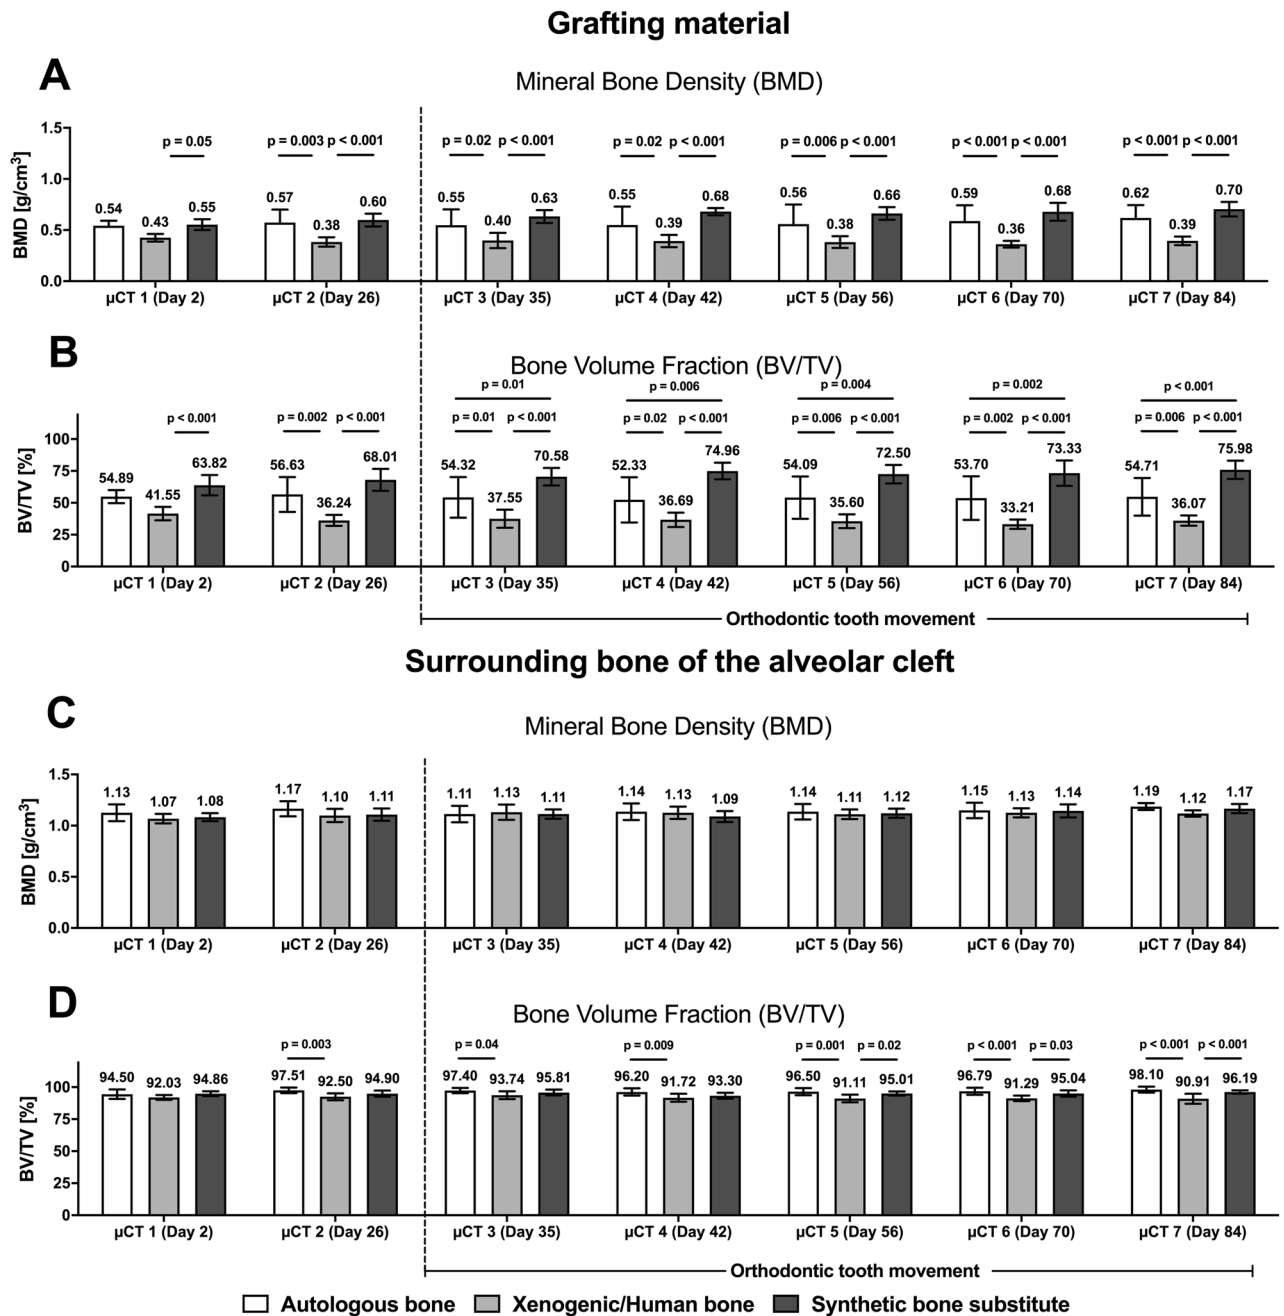 Grafting material
A
Mineral Bone Density (BMD)
p = 0.05 p = 0.003 p < 0.001 p = 0.02 p < 0.001 p = 0.02 p < 0.001 p = 0.006 p < 0.001 p < 0.001 p < 0.001 p < 0.001 p < 0.001
BMD [g/cm³]
1.5
1.0
0.5
0.0
0.54 0.43 0.55 0.57 0.38 0.60 0.55 0.40 0.63 0.55 0.39 0.68 0.56 0.38 0.66 0.59 0.36 0.68 0.62 0.39 0.70
µCT 1 (Day 2) µCT 2 (Day 26) µCT 3 (Day 35) µCT 4 (Day 42) µCT 5 (Day 56) µCT 6 (Day 70) µCT 7 (Day 84)
B
Bone Volume Fraction (BV/TV)
p = 0.01 p = 0.006 p = 0.004 p = 0.002 p < 0.001
p < 0.001 p = 0.002 p < 0.001 p = 0.01 p < 0.001 p = 0.02 p < 0.001 p = 0.006 p < 0.001 p = 0.002 p < 0.001 p = 0.006 p < 0.001
BV/TV [%]
100
75
50
25
0
54.89 41.55 63.82 56.63 36.24 68.01 54.32 37.55 70.58 52.33 36.69 74.96 54.09 35.60 72.50 53.70 33.21 73.33 54.71 36.07 75.98
µCT 1 (Day 2) µCT 2 (Day 26) µCT 3 (Day 35) µCT 4 (Day 42) µCT 5 (Day 56) µCT 6 (Day 70) µCT 7 (Day 84)
Orthodontic tooth movement
Surrounding bone of the alveolar cleft
C
Mineral Bone Density (BMD)
BMD [g/cm³]
1.5
1.0
0.5
0.0
1.13 1.07 1.08 1.17 1.10 1.11 1.11 1.13 1.11 1.14 1.13 1.09 1.14 1.11 1.12 1.15 1.13 1.14 1.19 1.12 1.17
µCT 1 (Day 2) µCT 2 (Day 26) µCT 3 (Day 35) µCT 4 (Day 42) µCT 5 (Day 56) µCT 6 (Day 70) µCT 7 (Day 84)
D
Bone Volume Fraction (BV/TV)
p = 0.003 p = 0.04 p = 0.009 p = 0.001 p = 0.02 p < 0.001 p = 0.03 p < 0.001 p < 0.001
BV/TV [%]
100
75
50
25
0
94.50 92.03 94.86 97.51 92.50 94.90 97.40 93.74 95.81 96.20 91.72 93.30 96.50 91.11 95.01 96.79 91.29 95.04 98.10 90.91 96.19
µCT 1 (Day 2) µCT 2 (Day 26) µCT 3 (Day 35) µCT 4 (Day 42) µCT 5 (Day 56) µCT 6 (Day 70) µCT 7 (Day 84)
Orthodontic tooth movement
Autologous bone Xenogenic/Human bone Synthetic bone substitute